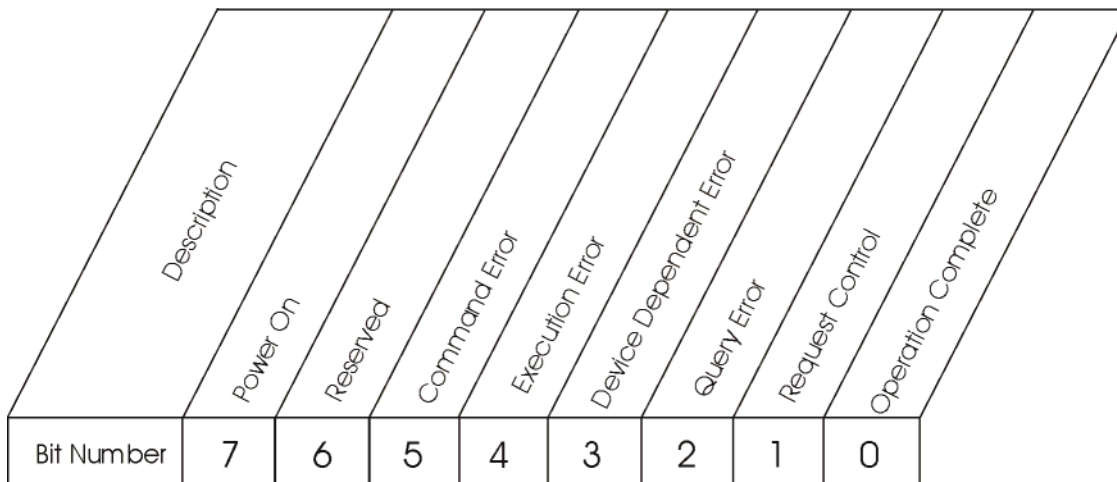 Description
Power On
Reserved
Command Error
Execution Error
Device Dependent Error
Query Error
Request Control
Operation Complete
Bit Number 7 6 5 4 3 2 1 0